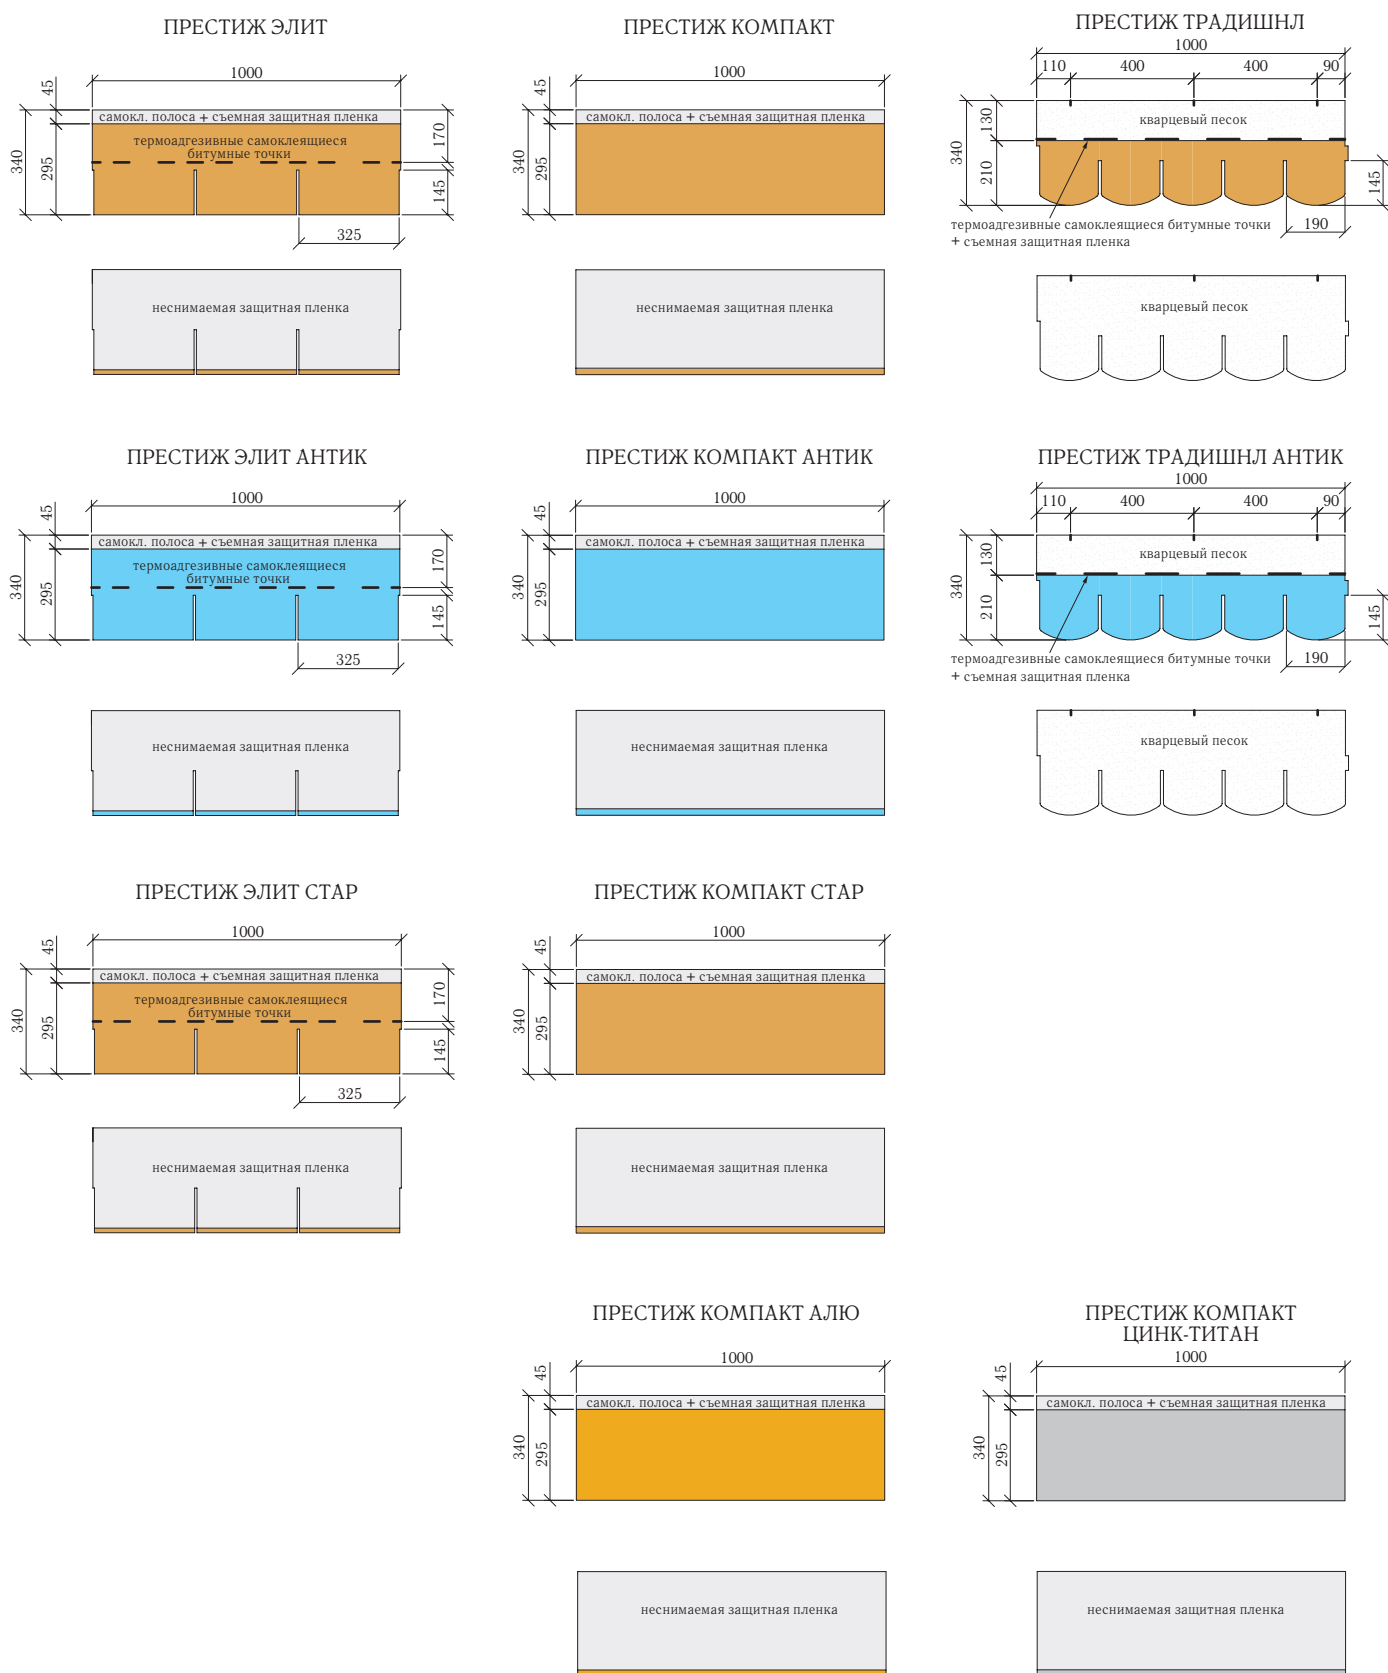 ПРЕСТИЖ ЭЛИТ
1000
45
самокл. полоса + съемная защитная пленка
термоадгезивные самоклеящиеся
битумные точки
340
295
170
145
325
неснимаемая защитная пленка
ПРЕСТИЖ КОМПАКТ
1000
45
самокл. полоса + съемная защитная пленка
340
295
неснимаемая защитная пленка
ПРЕСТИЖ ТРАДИШНЛ
1000
110
400
400
90
кварцевый песок
340
130
210
145
190
термоадгезивные самоклеящиеся битумные точки
+ съемная защитная пленка
кварцевый песок
ПРЕСТИЖ ЭЛИТ АНТИК
1000
45
самокл. полоса + съемная защитная пленка
термоадгезивные самоклеящиеся
битумные точки
340
295
170
145
325
неснимаемая защитная пленка
ПРЕСТИЖ КОМПАКТ АНТИК
1000
45
самокл. полоса + съемная защитная пленка
340
295
неснимаемая защитная пленка
ПРЕСТИЖ ТРАДИШНЛ АНТИК
1000
110
400
400
90
кварцевый песок
340
130
210
145
190
термоадгезивные самоклеящиеся битумные точки
+ съемная защитная пленка
кварцевый песок
ПРЕСТИЖ ЭЛИТ СТАР
1000
45
самокл. полоса + съемная защитная пленка
термоадгезивные самоклеящиеся
битумные точки
340
295
170
145
325
неснимаемая защитная пленка
ПРЕСТИЖ КОМПАКТ СТАР
1000
45
самокл. полоса + съемная защитная пленка
340
295
неснимаемая защитная пленка
ПРЕСТИЖ КОМПАКТ АЛЮ
1000
45
самокл. полоса + съемная защитная пленка
340
295
неснимаемая защитная пленка
ПРЕСТИЖ КОМПАКТ
ЦИНК-ТИТАН
1000
45
самокл. полоса + съемная защитная пленка
340
295
неснимаемая защитная пленка